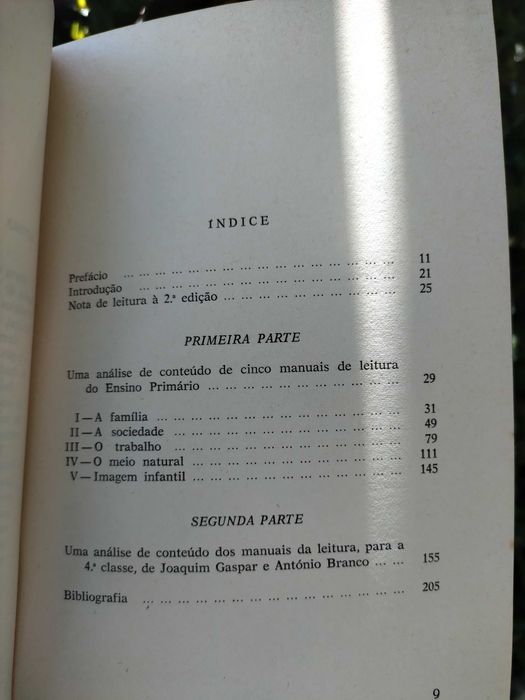 INDICE
Prefácio ... ... ... ... ... ... ... ... ... ... ... ... ... ... ... ... ... 11
Introdução ... ... ... ... ... ... ... ... ... ... ... ... ... ... ... ... 21
Nota de leitura à 2.ª edição ... ... ... ... ... ... ... ... ... ... ... 25
PRIMEIRA PARTE
Uma análise de conteúdo de cinco manuais de leitura
do Ensino Primário ... ... ... ... ... ... ... ... ... ... ... 29
I — A família ... ... ... ... ... ... ... ... ... ... ... ... ... ... 31
II — A sociedade ... ... ... ... ... ... ... ... ... ... ... ... ... 49
III — O trabalho ... ... ... ... ... ... ... ... ... ... ... ... ... 79
IV — O meio natural ... ... ... ... ... ... ... ... ... ... ... 111
V — Imagem infantil ... ... ... ... ... ... ... ... ... ... ... 145
SEGUNDA PARTE
Uma análise de conteúdo dos manuais da leitura, para a
4.ª classe, de Joaquim Gaspar e António Branco ... ... 155
Bibliografia ... ... ... ... ... ... ... ... ... ... ... ... ... ... ... 205
9